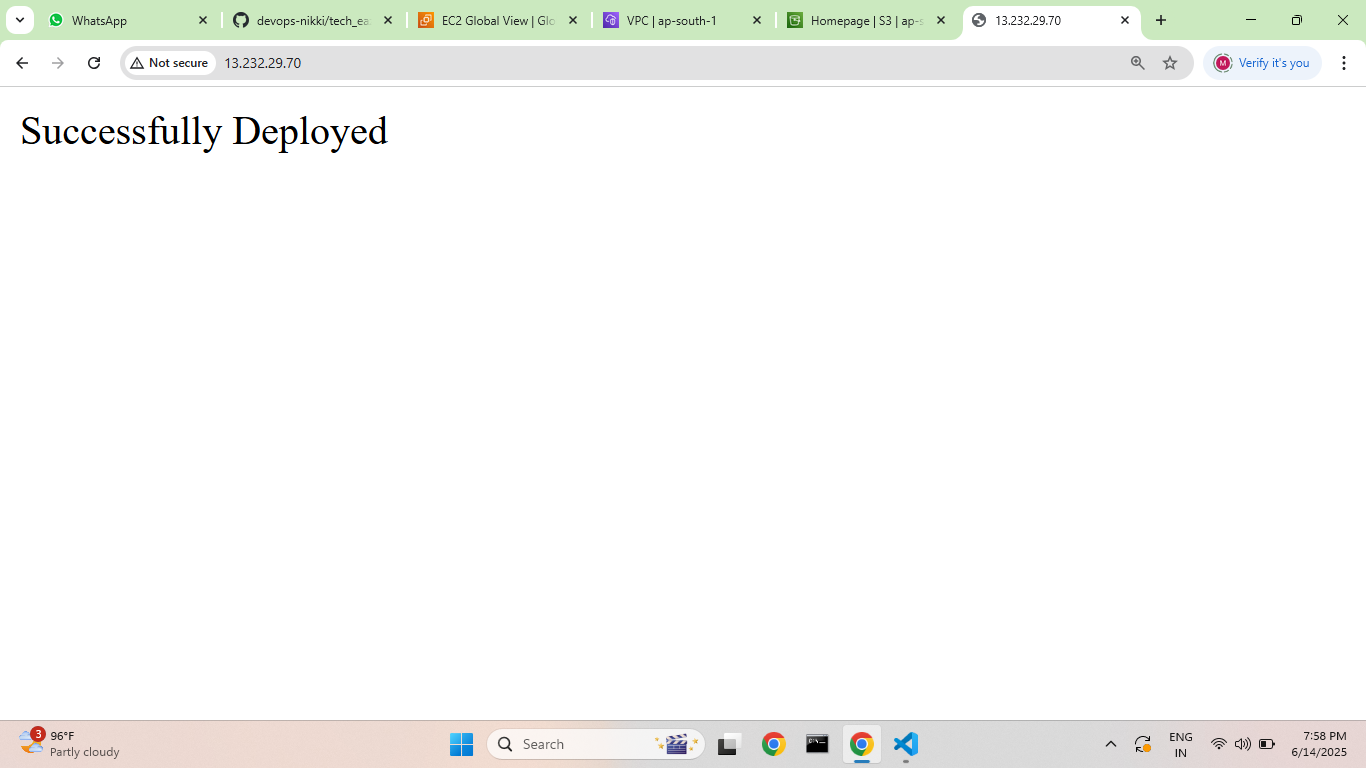 WhatsApp
devops-nikki/tech_ea
EC2 Global View | Glo
VPC | ap-south-1
Homepage | S3 | ap-s
13.232.29.70
Not secure
13.232.29.70
M
Verify it's you
Successfully Deployed
3
96°F
Partly cloudy
Search
ENG
IN
7:58 PM
6/14/2025